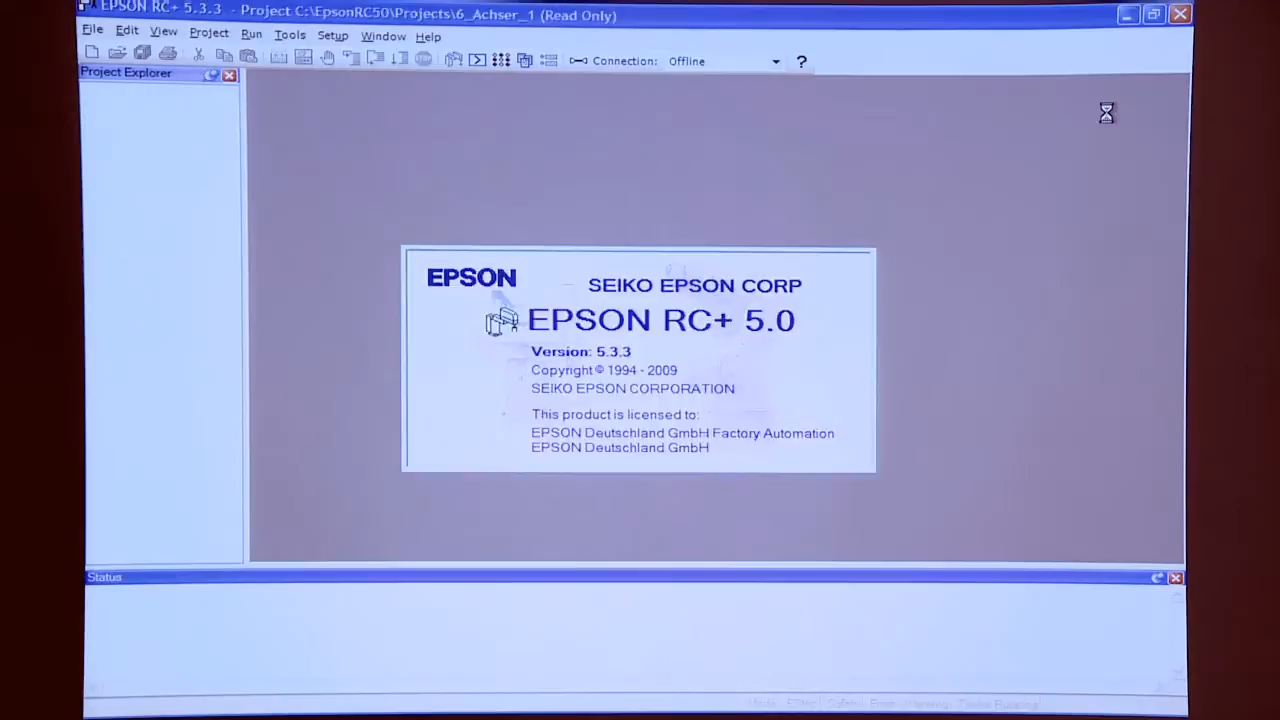 EPSON RC+ 5.3.3 - Project C:\EpsonRC50\Projects\6_Achser_1 (Read Only)
File Edit View Project Run Tools Setup Window Help
Connection: Offline ?
Project Explorer
EPSON
SEIKO EPSON CORP
EPSON RC+ 5.0
Version: 5.3.3
Copyright © 1994 - 2009
SEIKO EPSON CORPORATION
This product is licensed to:
EPSON Deutschland GmbH Factory Automation
EPSON Deutschland GmbH
Status